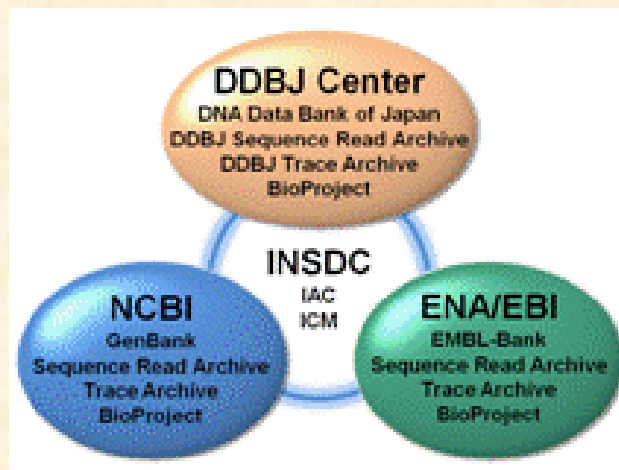 DDBJ Center
DNA Data Bank of Japan
DDBJ Sequence Read Archive
DDBJ Trace Archive
BioProject
INSDC
IAC
ICM
NCBI
GenBank
Sequence Read Archive
Trace Archive
BioProject
ENA/EBI
EMBL-Bank
Sequence Read Archive
Trace Archive
BioProject